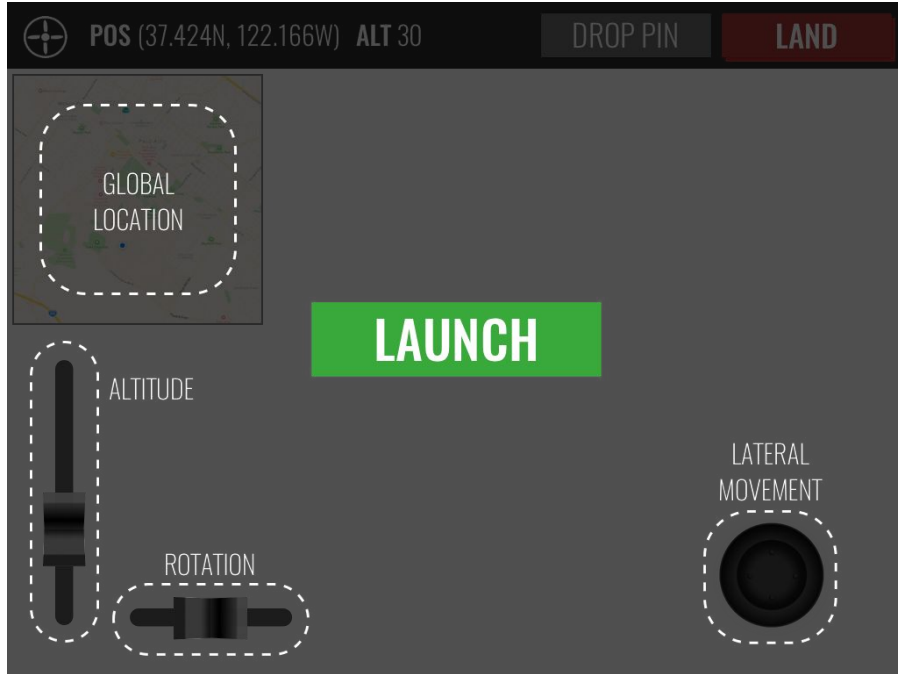 POS (37.424N, 122.166W) ALT 30
DROP PIN
LAND
GLOBAL
LOCATION
LAUNCH
ALTITUDE
LATERAL
MOVEMENT
ROTATION